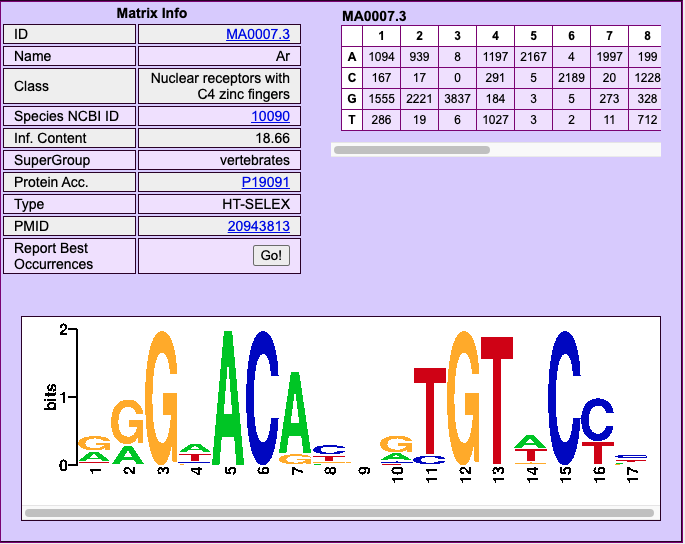 Matrix Info
ID MA0007.3
Name Ar
Class Nuclear receptors with
C4 zinc fingers
Species NCBI ID 10090
Inf. Content 18.66
SuperGroup vertebrates
Protein Acc. P19091
Type HT-SELEX
PMID 20943813
Report Best
Occurrences Go!
MA0007.3
1 2 3 4 5 6 7 8
A 1094 939 8 1197 2167 4 1997 199
C 167 17 0 291 5 2189 20 1228
G 1555 2221 3837 184 3 5 273 328
T 286 19 6 1027 3 2 11 712
2
1
0
bits
G G G A A C A C G T G T A C C
A A T G T A C T T
1 2 3 4 5 6 7 8 9 10 11 12 13 14 15 16 17